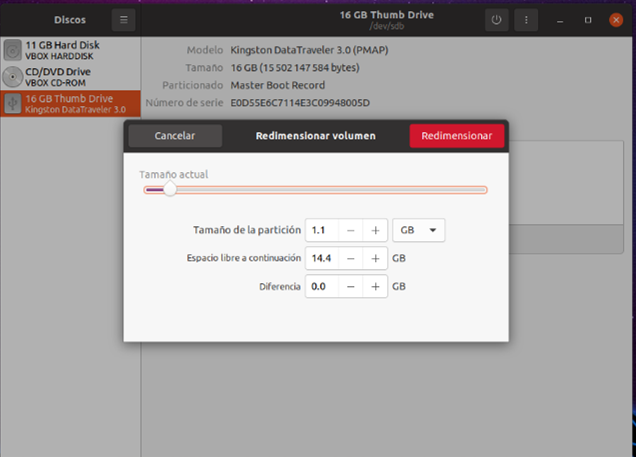 Discos
16 GB Thumb Drive
/dev/sdb
11 GB Hard Disk
VBOX HARDDISK
CD/DVD Drive
VBOX CD-ROM
16 GB Thumb Drive
Kingston DataTraveler 3.0
Modelo Kingston DataTraveler 3.0 (PMAP)
Tamaño 16 GB (15 502 147 584 bytes)
Particionado Master Boot Record
Número de serie E0D55E6C7114E3C09948005D
Cancelar
Redimensionar volumen
Redimensionar
Tamaño actual
Tamaño de la partición 1.1 − + GB
Espacio libre a continuación 14.4 − + GB
Diferencia 0.0 − + GB